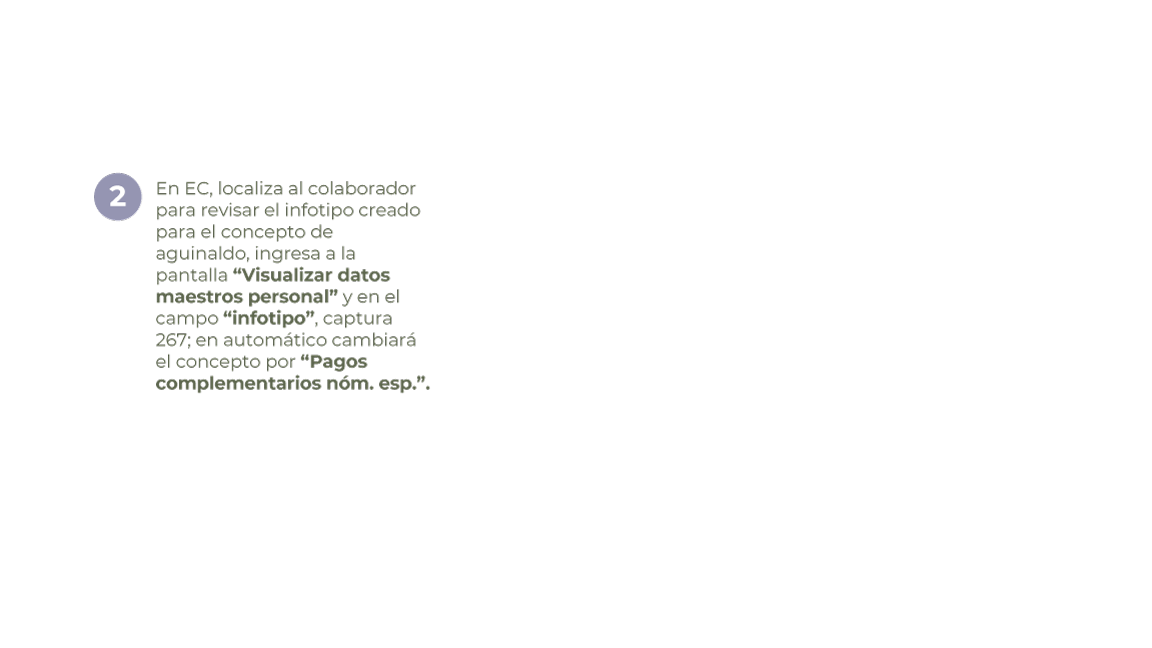 2
En EC, localiza al colaborador
para revisar el infotipo creado
para el concepto de
aguinaldo, ingresa a la
pantalla “Visualizar datos
maestros personal” y en el
campo “infotipo”, captura
267; en automático cambiará
el concepto por “Pagos
complementarios nóm. esp.”.